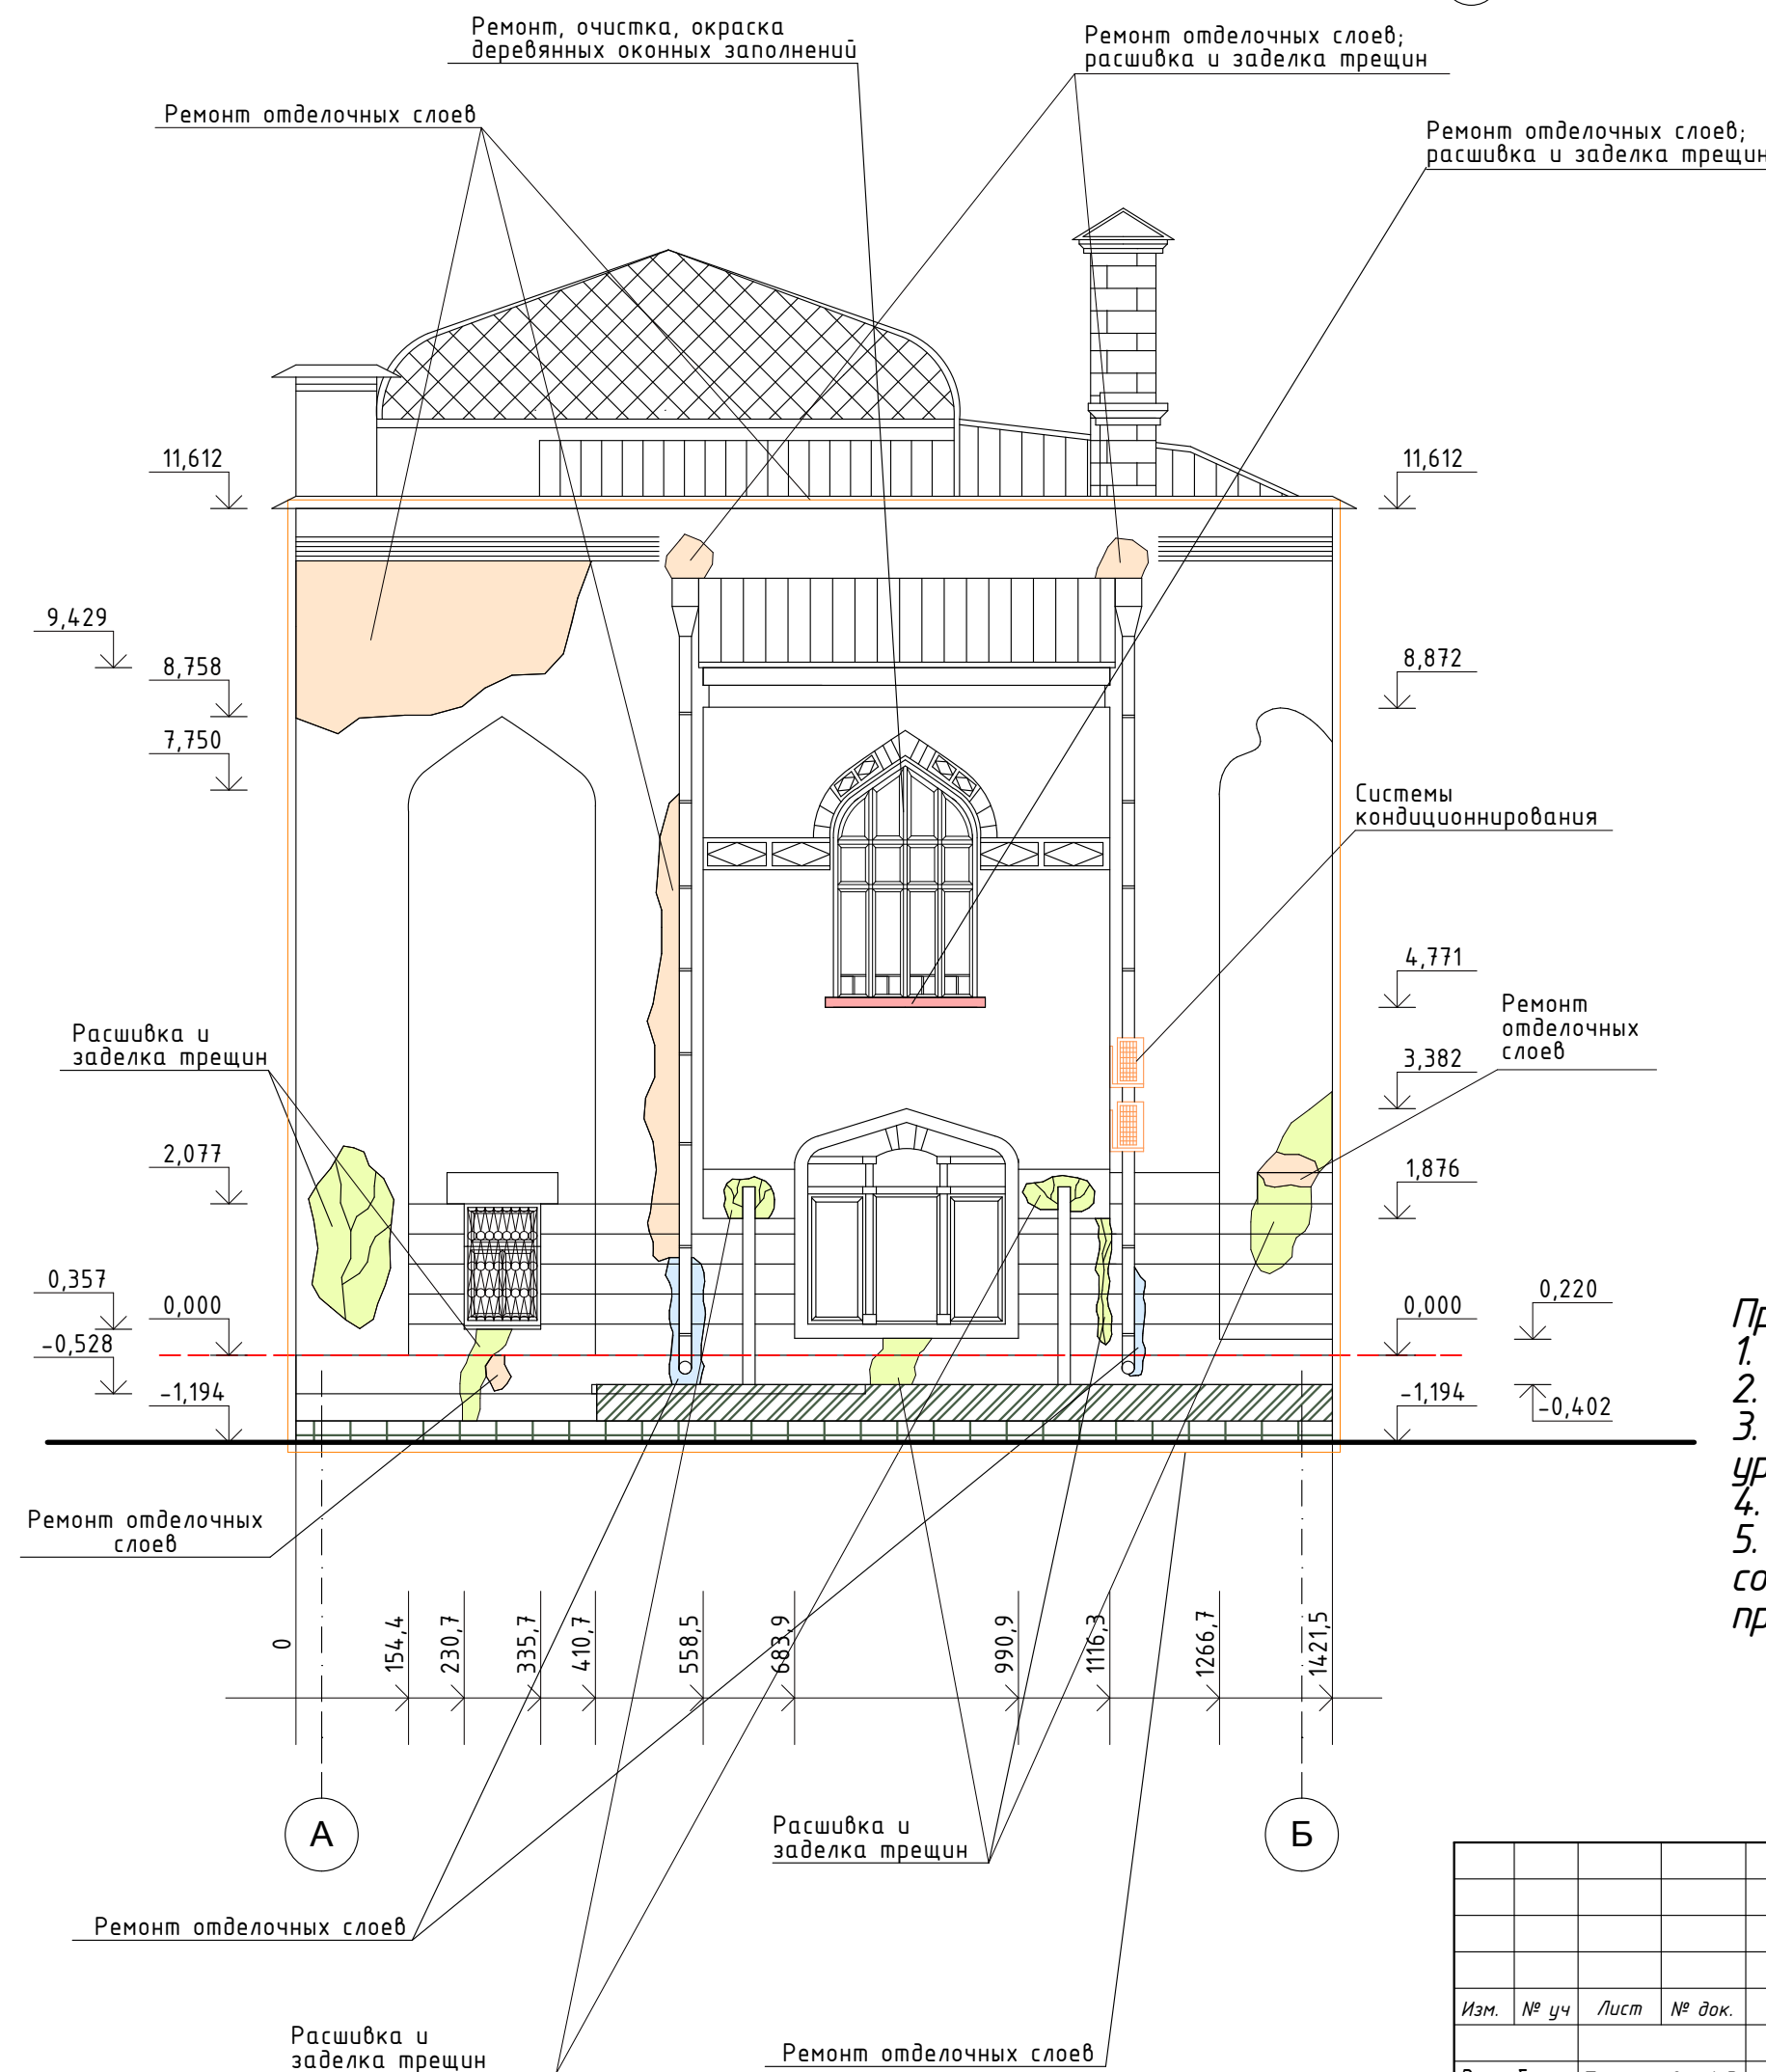 Ремонт, очистка, окраска
деревянных оконных заполнений
Ремонт отделочных слоев;
расшивка и заделка трещин
Ремонт отделочных слоев
Ремонт отделочных слоев;
расшивка и заделка трещин
11,612
11,612
9,429
8,758
8,872
7,750
Системы
кондиционнирования
4,771
Ремонт
отделочных
слоев
Расшивка и
заделка трещин
3,382
2,077
1,876
0,357
0,000
0,000
0,220
-0,528
-1,194
-1,194
-0,402
1.
2.
3.
4.
5.
Ремонт отделочных
слоев
0
154,4
230,7
335,7
410,7
558,5
683,9
990,9
1116,3
1266,7
1421,5
А
Б
Расшивка и
заделка трещин
Ремонт отделочных слоев
Изм.
№ уч
Лист
№ док.
Расшивка и
заделка трещин
Ремонт отделочных слоев